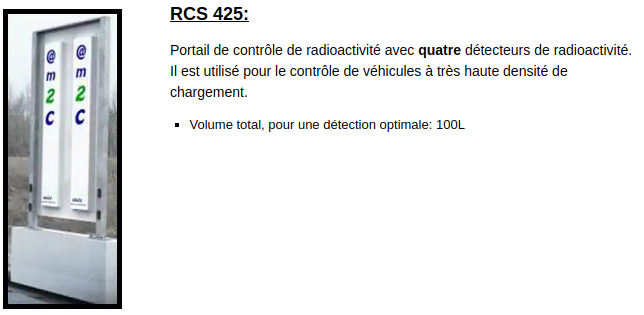 RCS 425:
Portail de contrôle de radioactivité avec quatre détecteurs de radioactivité.
Il est utilisé pour le contrôle de véhicules à très haute densité de
chargement.
▪ Volume total, pour une détection optimale: 100L
@ @
m m
2 2
C C